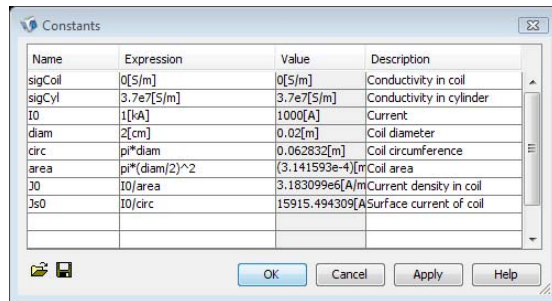 Constants
Name Expression Value Description
sigCoil 0[S/m] 0[S/m] Conductivity in coil
sigCyl 3.7e7[S/m] 3.7e7[S/m] Conductivity in cylinder
I0 1[kA] 1000[A] Current
diam 2[cm] 0.02[m] Coil diameter
circ pi*diam 0.062832[m] Coil circumference
area pi*(diam/2)^2 (3.141593e-4)[m Coil area
J0 I0/area 3.183099e6[A/m Current density in coil
Js0 I0/circ 15915.494309[A Surface current of coil
OK Cancel Apply Help